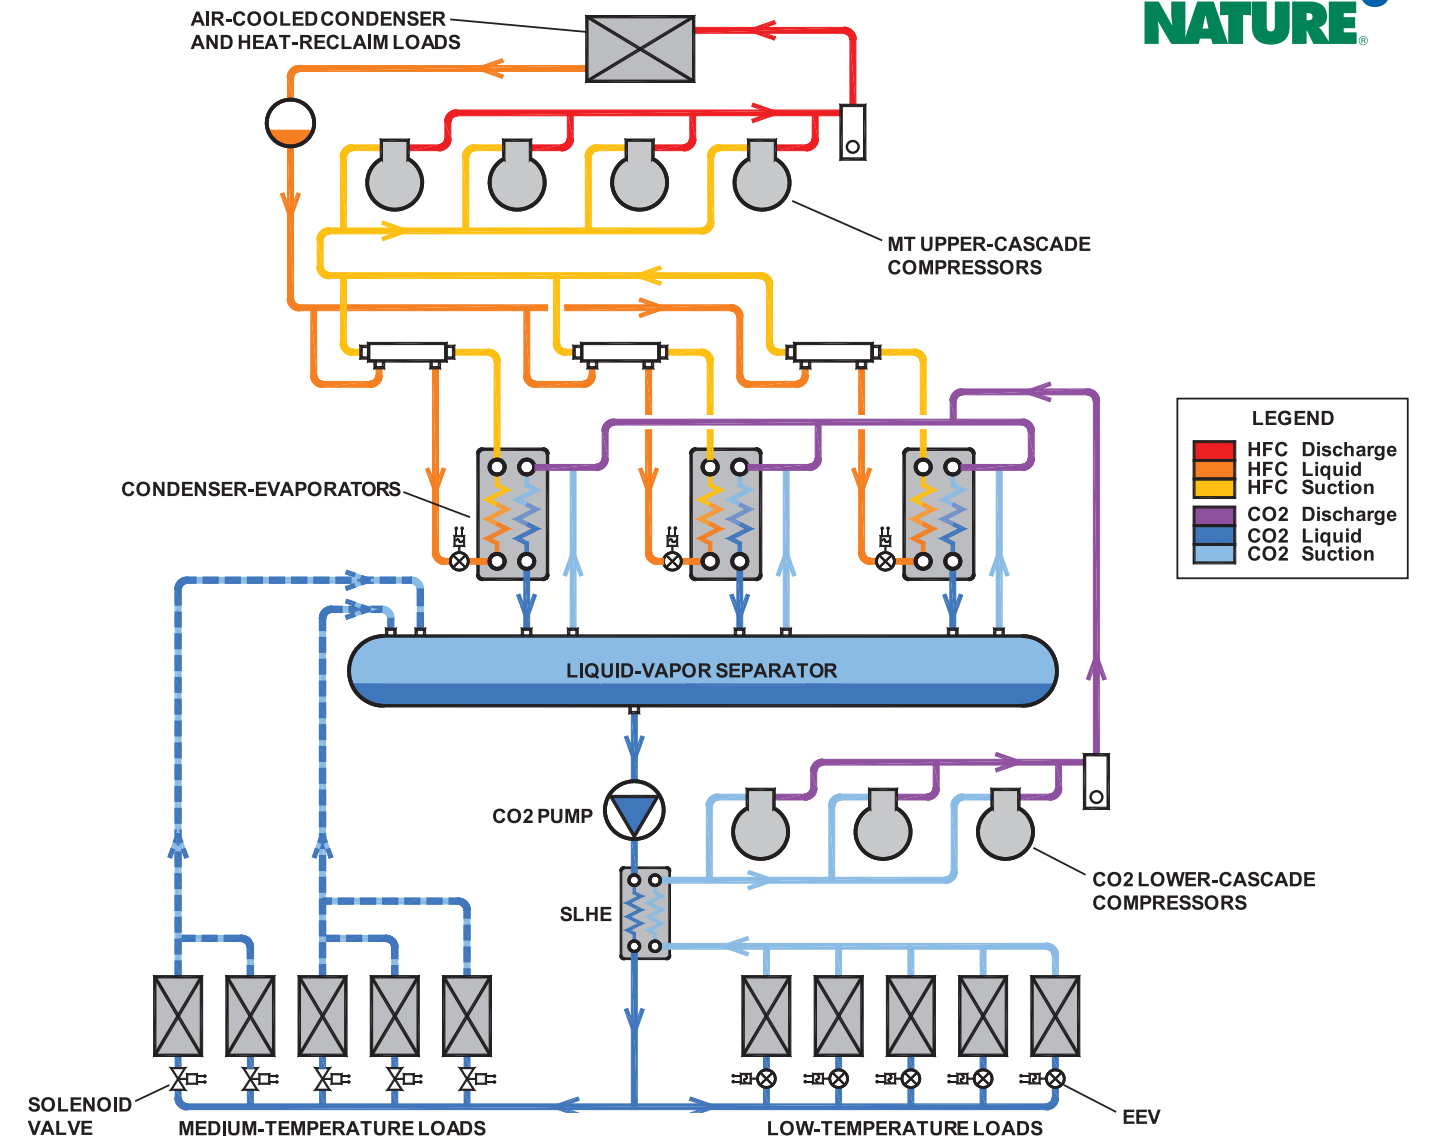 AIR-COOLED CONDENSER
AND HEAT-RECLAIM LOADS
NATURE®
MT UPPER-CASCADE
COMPRESSORS
LEGEND
HFC Discharge
HFC Liquid
HFC Suction
CO2 Discharge
CO2 Liquid
CO2 Suction
CONDENSER-EVAPORATORS
LIQUID-VAPOR SEPARATOR
CO2 PUMP
CO2 LOWER-CASCADE
COMPRESSORS
SLHE
SOLENOID
VALVE
MEDIUM-TEMPERATURE LOADS
LOW-TEMPERATURE LOADS
EEV